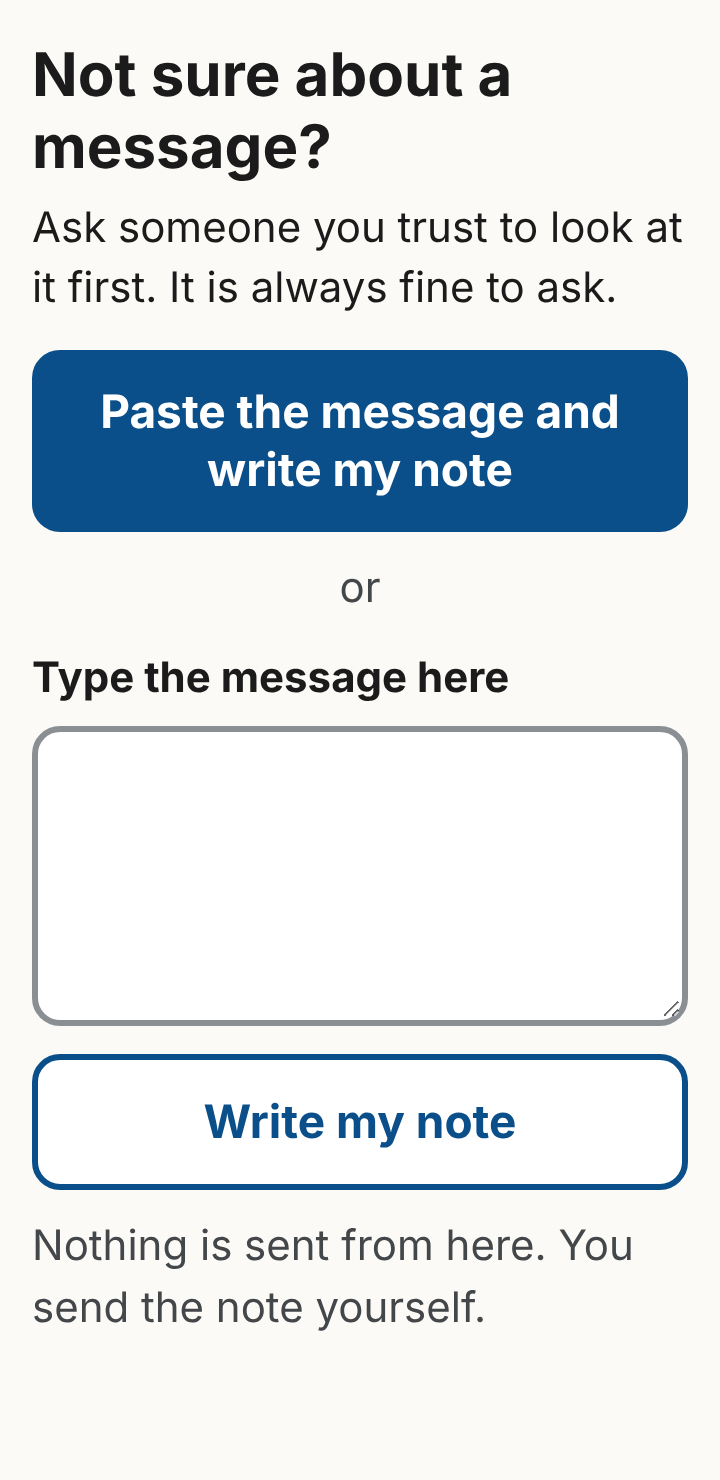 Not sure about a
message?
Ask someone you trust to look at
it first. It is always fine to ask.
Paste the message and
write my note
or
Type the message here
Write my note
Nothing is sent from here. You
send the note yourself.